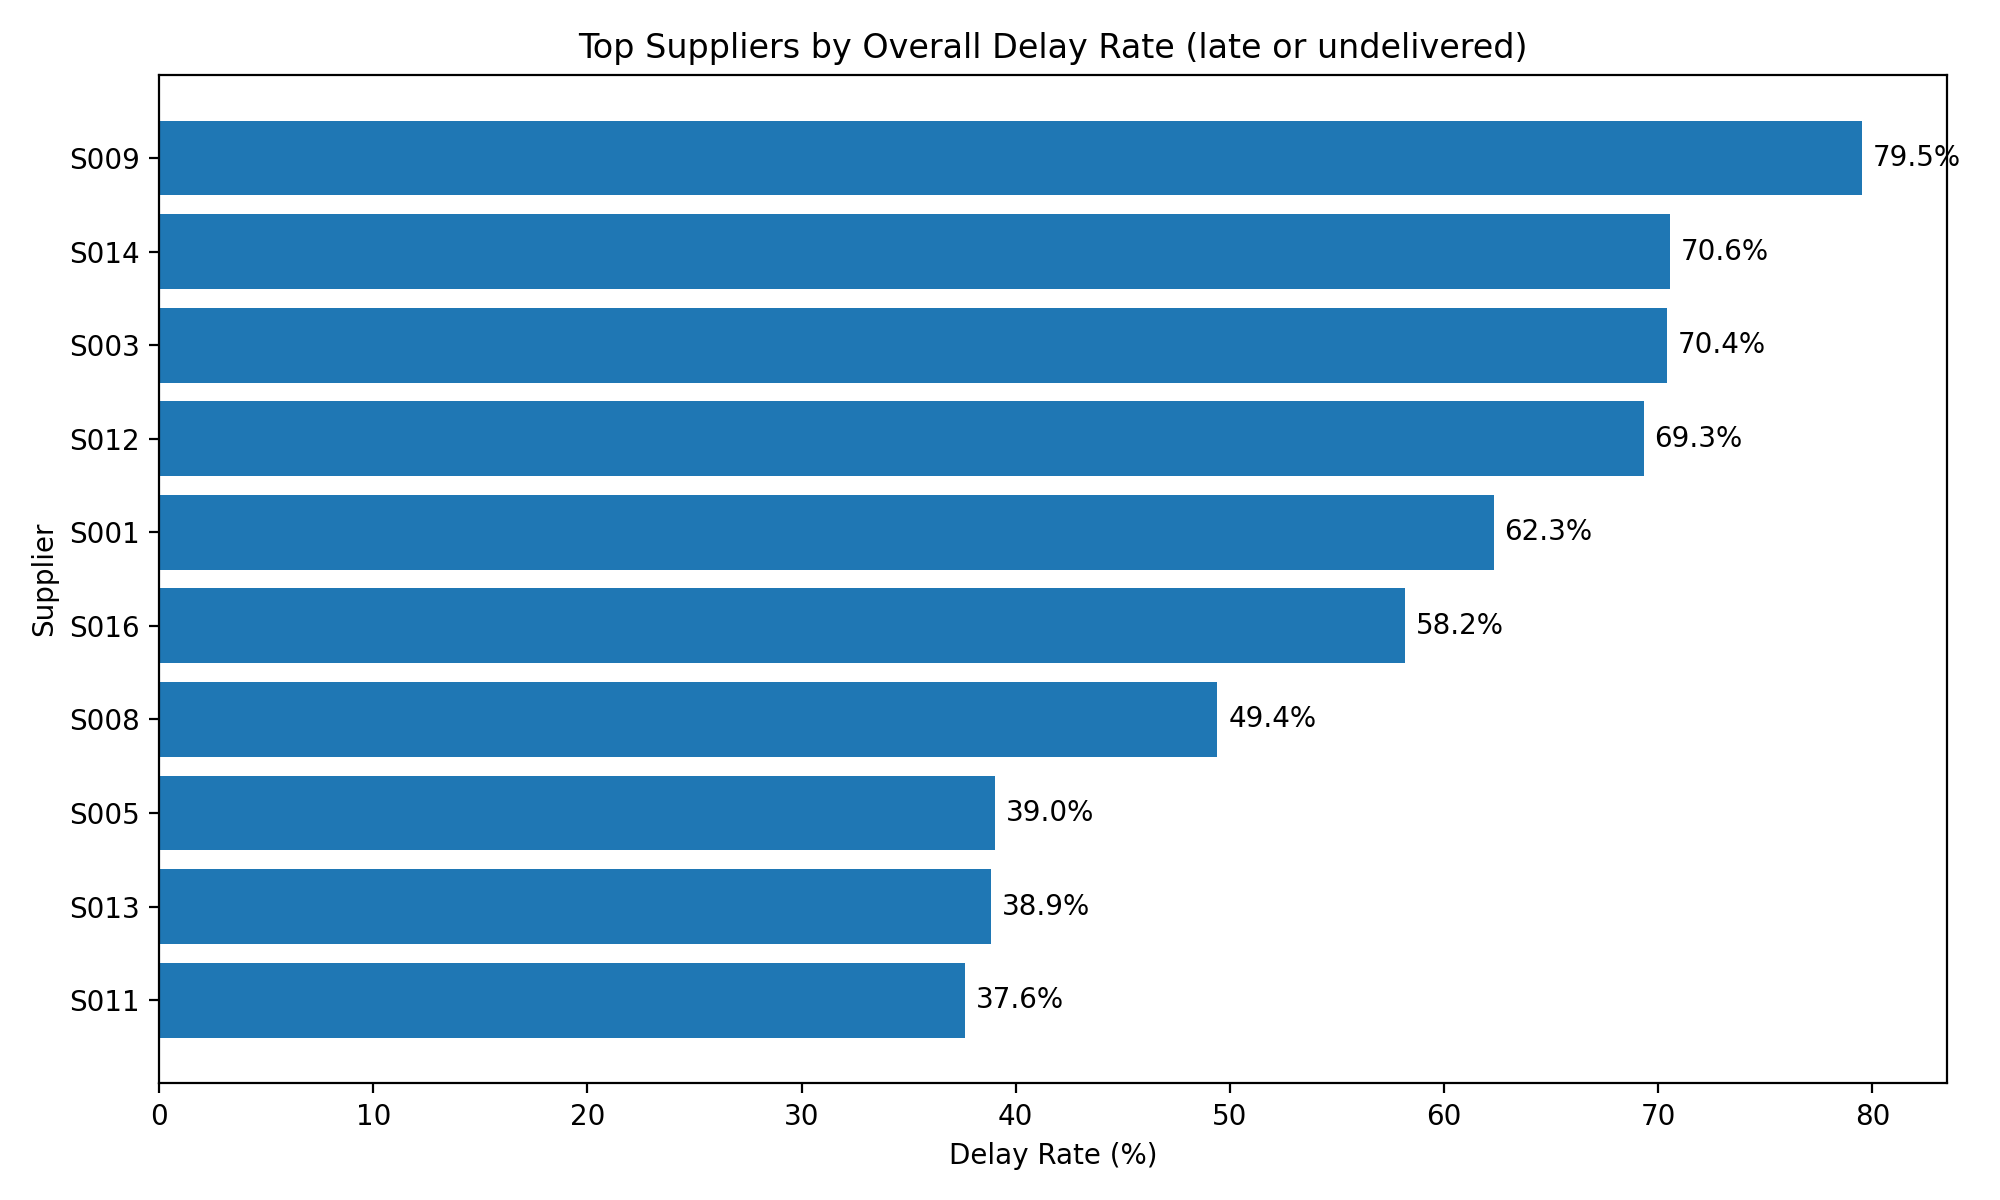 Top Suppliers by Overall Delay Rate (late or undelivered)
S009 79.5%
S014 70.6%
S003 70.4%
S012 69.3%
S001 62.3%
Supplier
S016 58.2%
S008 49.4%
S005 39.0%
S013 38.9%
S011 37.6%
0 10 20 30 40 50 60 70 80
Delay Rate (%)